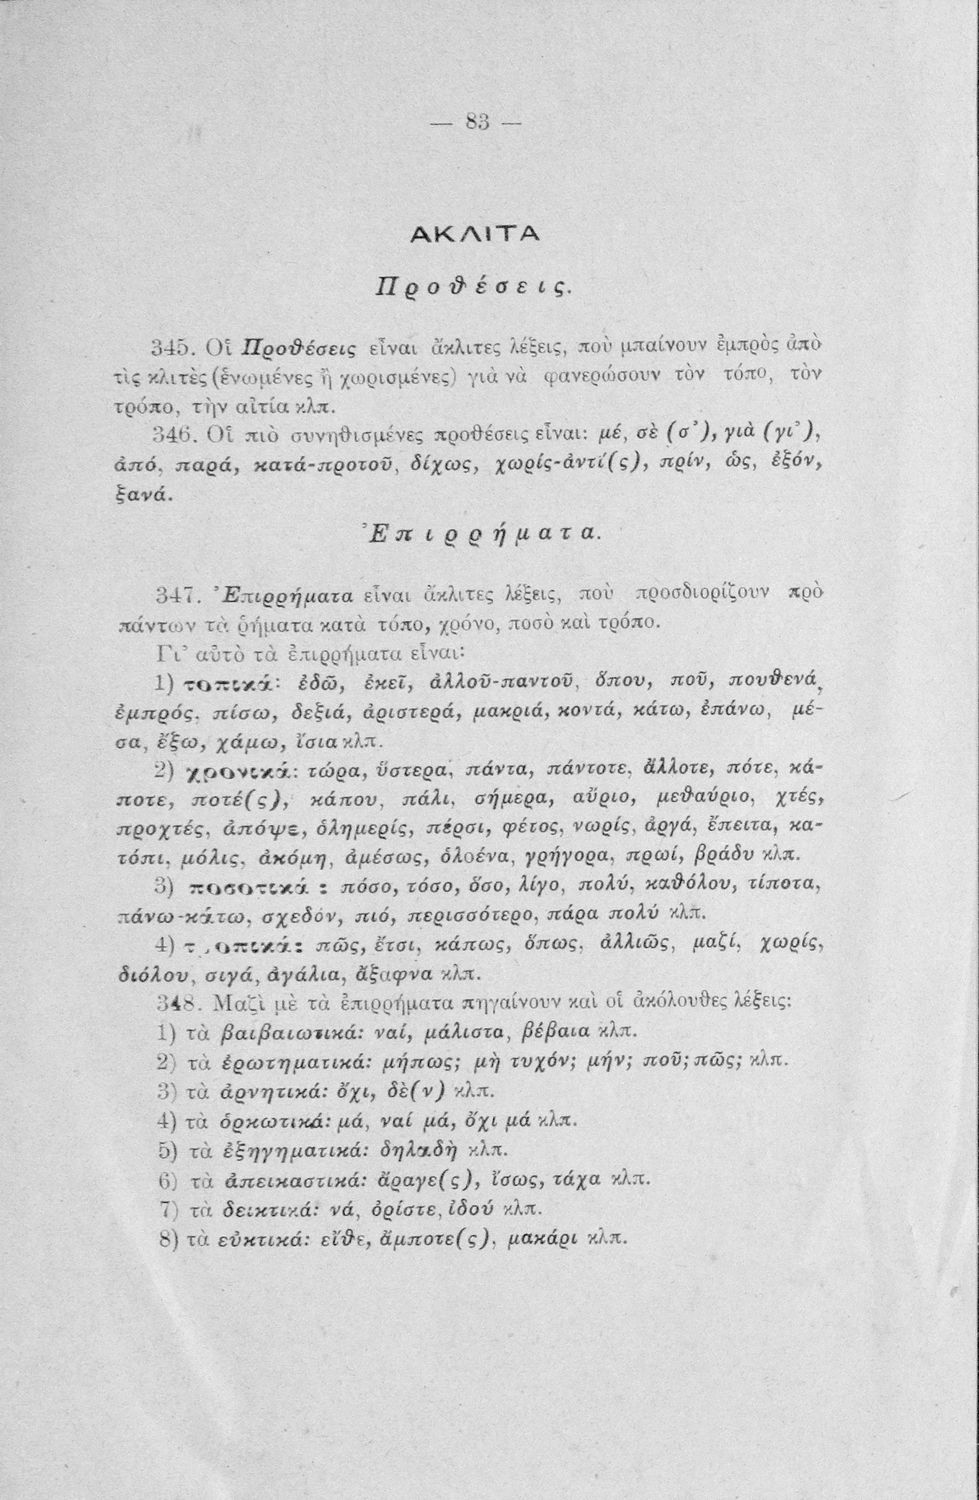 — 83 —
ΑΚΛΙΤΑ
Προθέσεις.
345. Οἱ Προθέσεις εἶναι ἄκλιτες λέξεις, ποὺ μπαίνουν ἐμπρὸς ἀπὸ
τὶς κλιτὲς (ἑνωμένες ἢ χωρισμένες) γιὰ νὰ φανερώσουν τὸν τόπο, τὸν
τρόπο, τὴν αἰτία κλπ.
346. Οἱ πιὸ συνηθισμένες προθέσεις εἶναι: μέ, σὲ (σ᾽), γιὰ (γι᾽),
ἀπό, παρά, κατά-προτοῦ, δίχως, χωρίς-ἀντί(ς), πρίν, ὡς, ἐξόν,
ξανά.
Ἐπιρρήματα.
347. Ἐπιρρήματα εἶναι ἄκλιτες λέξεις, ποὺ προσδιορίζουν πρὸ
πάντων τὰ ρήματα κατὰ τόπο, χρόνο, ποσὸ καὶ τρόπο.
Γι᾽ αὐτὸ τὰ ἐπιρρήματα εἶναι:
1) τοπικά: ἐδῶ, ἐκεῖ, ἀλλοῦ-παντοῦ, ὅπου, ποῦ, πουθενά,
ἐμπρός, πίσω, δεξιά, ἀριστερά, μακριά, κοντά, κάτω, ἐπάνω, μέ-
σα, ἔξω, χάμω, ἴσια κλπ.
2) χρονικά: τώρα, ὕστερα, πάντα, πάντοτε, ἄλλοτε, πότε, κά-
ποτε, ποτέ(ς), κάπου, πάλι, σήμερα, αὔριο, μεθαύριο, χτές,
προχτές, ἀπόψε, ὁλημερίς, πέρσι, φέτος, νωρίς, ἀργά, ἔπειτα, κα-
τόπι, μόλις, ἀκόμη, ἀμέσως, ὁλοένα, γρήγορα, πρωί, βράδυ κλπ.
3) ποσοτικά : πόσο, τόσο, ὅσο, λίγο, πολύ, καθόλου, τίποτα,
πάνω-κάτω, σχεδόν, πιό, περισσότερο, πάρα πολύ κλπ.
4) τροπικά: πῶς, ἔτσι, κάπως, ὅπως, ἀλλιῶς, μαζί, χωρίς,
διόλου, σιγά, ἀγάλια, ἄξαφνα κλπ.
348. Μαζὶ μὲ τὰ ἐπιρρήματα πηγαίνουν καὶ οἱ ἀκόλουθες λέξεις:
1) τὰ βαιβαιωτικά: ναί, μάλιστα, βέβαια κλπ.
2) τὰ ἐρωτηματικά: μήπως; μὴ τυχόν; μήν; ποῦ; πῶς; κλπ.
3) τὰ ἀρνητικά: ὄχι, δὲ(ν) κλπ.
4) τὰ ὁρκωτικά: μά, ναί μά, ὄχι μά κλπ.
5) τὰ ἐξηγηματικά: δηλαδὴ κλπ.
6) τὰ ἀπεικαστικά: ἄραγε(ς), ἴσως, τάχα κλπ.
7) τὰ δεικτικά: νά, ὁρίστε, ἰδού κλπ.
8) τὰ εὐκτικά: εἴθε, ἄμποτε(ς), μακάρι κλπ.